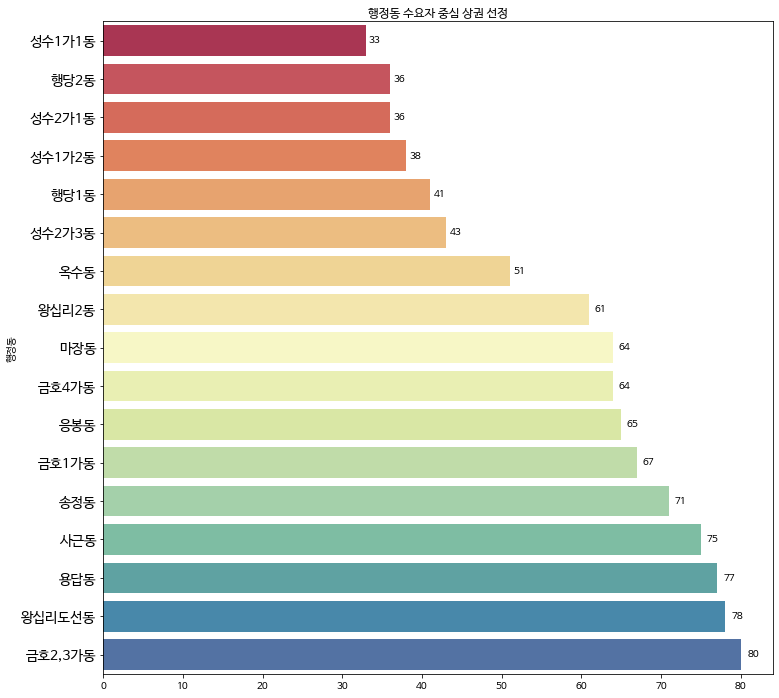 행정동 수요자 중심 상권 선정
행정동
성수1가1동 33
행당2동 36
성수2가1동 36
성수1가2동 38
행당1동 41
성수2가3동 43
옥수동 51
왕십리2동 61
마장동 64
금호4가동 64
응봉동 65
금호1가동 67
송정동 71
사근동 75
용답동 77
왕십리도선동 78
금호2,3가동 80
0 10 20 30 40 50 60 70 80